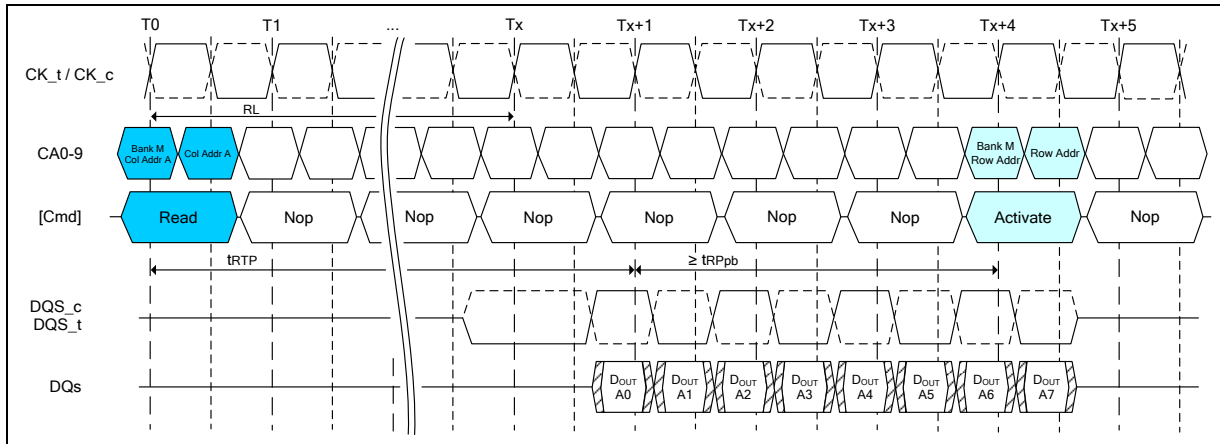 T0 T1 ... Tx Tx+1 Tx+2 Tx+3 Tx+4 Tx+5
CK_t / CK_c
RL
CA0-9 Bank M Col Addr A Bank M Row Addr
Col Addr A Row Addr
[Cmd] Read Nop Nop Nop Nop Nop Nop Activate Nop
tRTP ≥ tRPpb
DQS_c
DQS_t
DQs DOUT DOUT DOUT DOUT DOUT DOUT DOUT DOUT
A0 A1 A2 A3 A4 A5 A6 A7